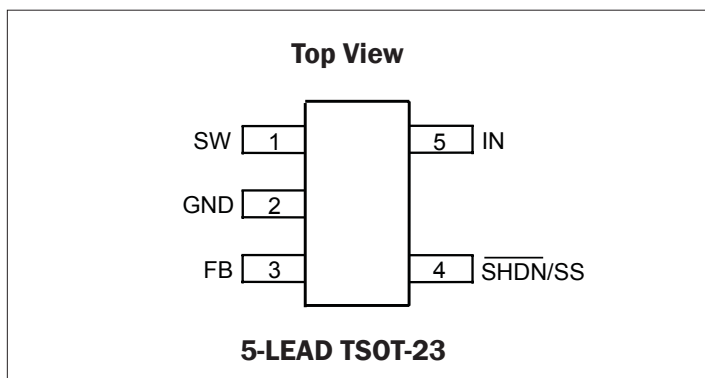 Top View
SW 1 5 IN
GND 2
FB 3 4 SHDN/SS
5-LEAD TSOT-23